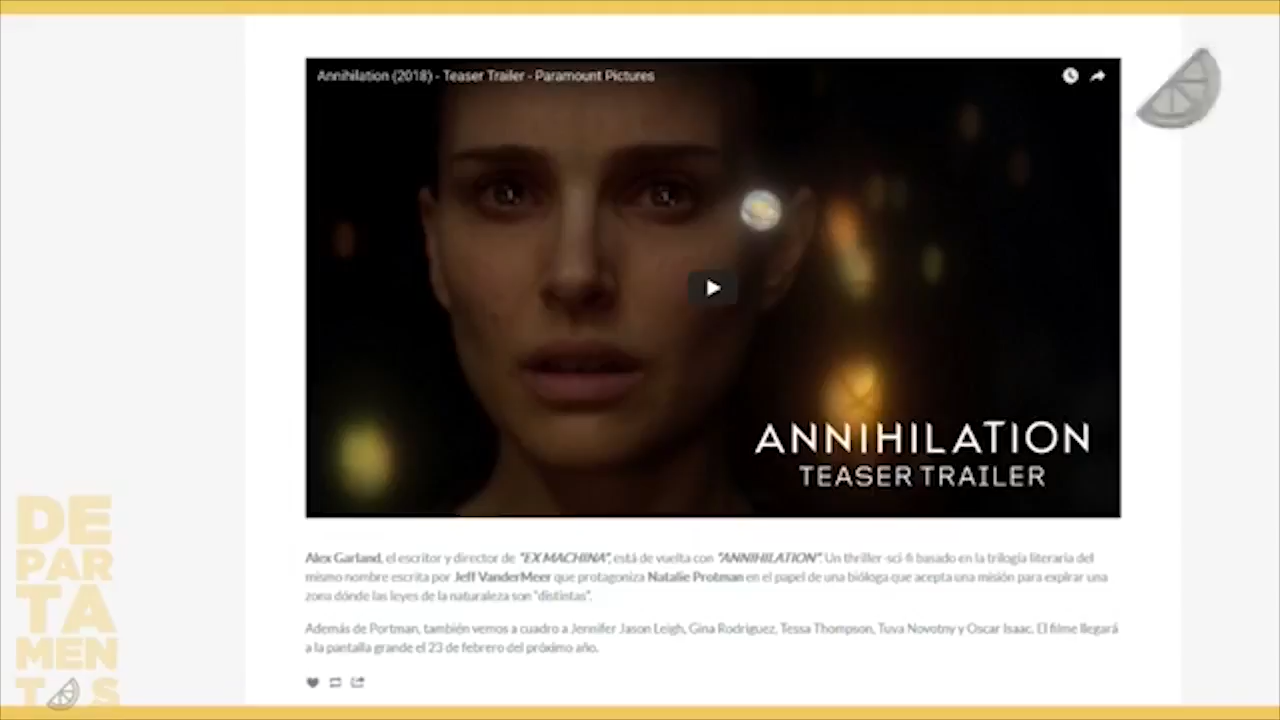 Annihilation (2018) - Teaser Trailer - Paramount Pictures
ANNIHILATION
TEASER TRAILER
Alex Garland, el escritor y director de "EX MACHINA", está de vuelta con "ANNIHILATION". Un thriller sci-fi basado en la trilogía literaria del
mismo nombre escrita por Jeff VanderMeer que protagoniza Natalie Protman en el papel de una bióloga que acepta una misión para explrar una
zona dónde las leyes de la naturaleza son "distintas".
Además de Portman, también vemos a cuadro a Jennifer Jason Leigh, Gina Rodriguez, Tessa Thompson, Tuva Novotny y Oscar Isaac. El filme llegará
a la pantalla grande el 23 de febrero del próximo año.
DE
PAR
TA
MEN
TOS